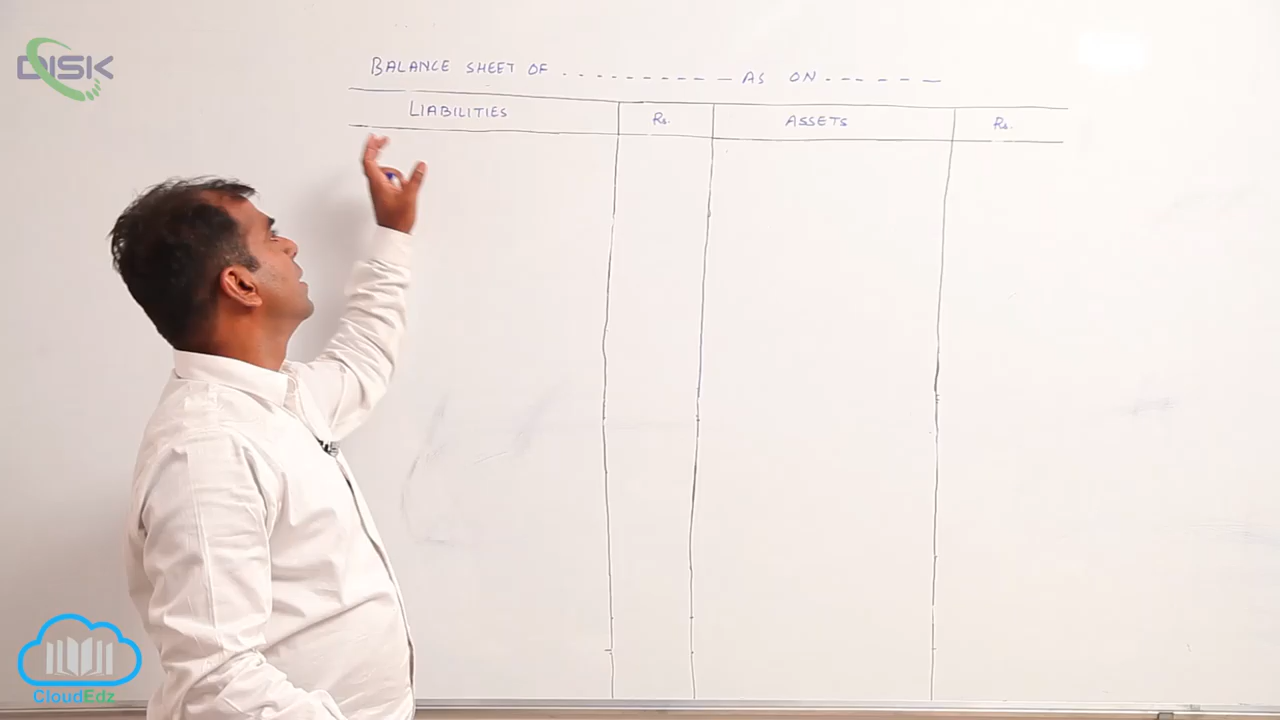 DISK
BALANCE SHEET OF ........._ _ AS ON _ _ _ _ _ _
LIABILITIES Rs. ASSETS Rs.
CloudEdz